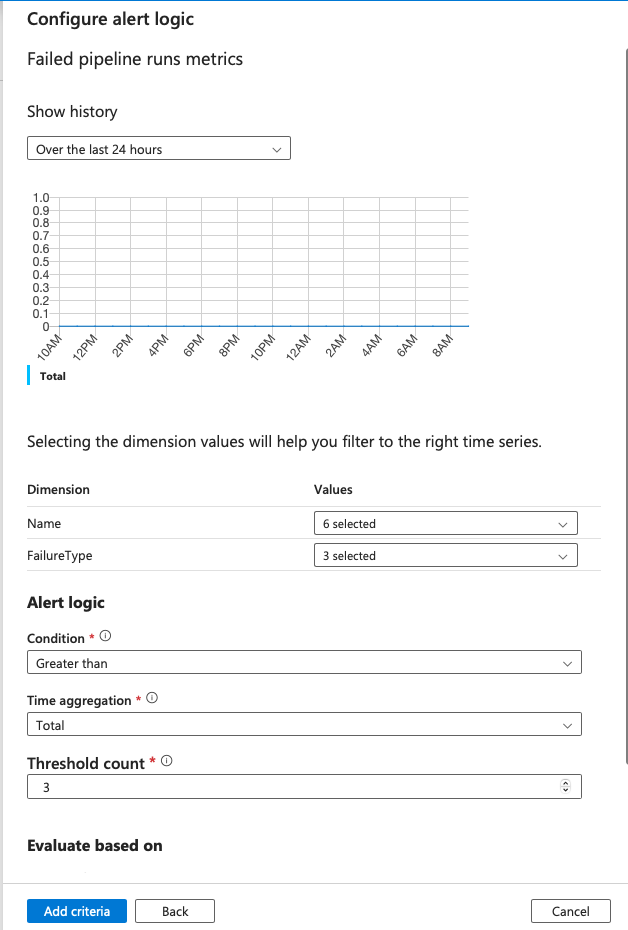 Configure alert logic
Failed pipeline runs metrics
Show history
Over the last 24 hours
1.0
0.9
0.8
0.7
0.6
0.5
0.4
0.3
0.2
0.1
0
10AM 12PM 2PM 4PM 6PM 8PM 10PM 12AM 2AM 4AM 6AM 8AM
Total
Selecting the dimension values will help you filter to the right time series.
Dimension Values
Name 6 selected
FailureType 3 selected
Alert logic
Condition *
Greater than
Time aggregation *
Total
Threshold count *
3
Evaluate based on
Add criteria Back Cancel